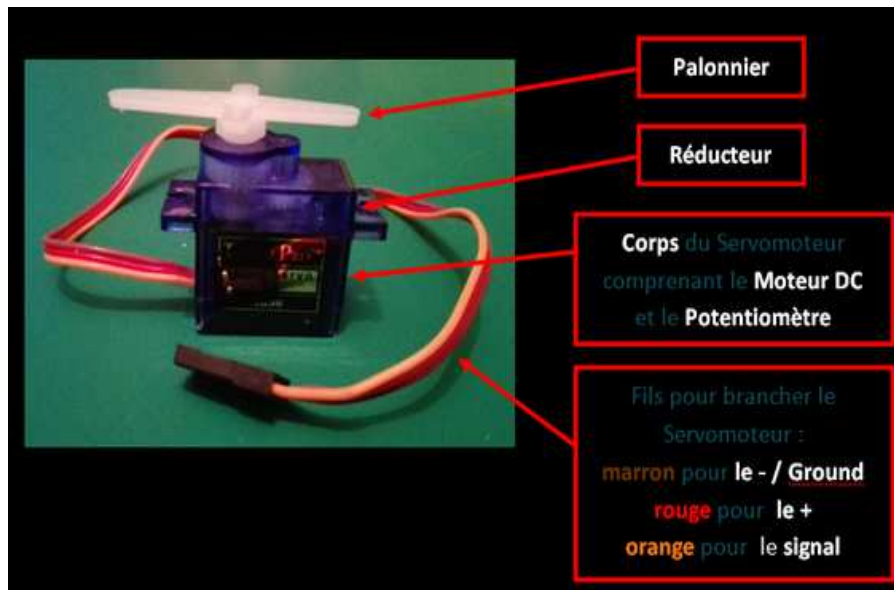 Palonnier
Réducteur
Corps du Servomoteur
comprenant le Moteur DC
et le Potentiomètre
Fils pour brancher le
Servomoteur :
marron pour le - / Ground
rouge pour le +
orange pour le signal